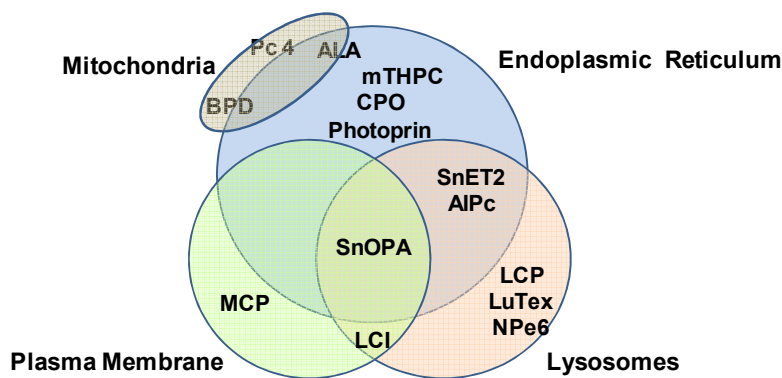 Pc 4
ALA
Mitochondria
BPD
Endoplasmic Reticulum
mTHPC
CPO
Photoprin
SnET2
AlPc
SnOPA
MCP
LCP
LuTex
NPe6
LCI
Plasma Membrane
Lysosomes